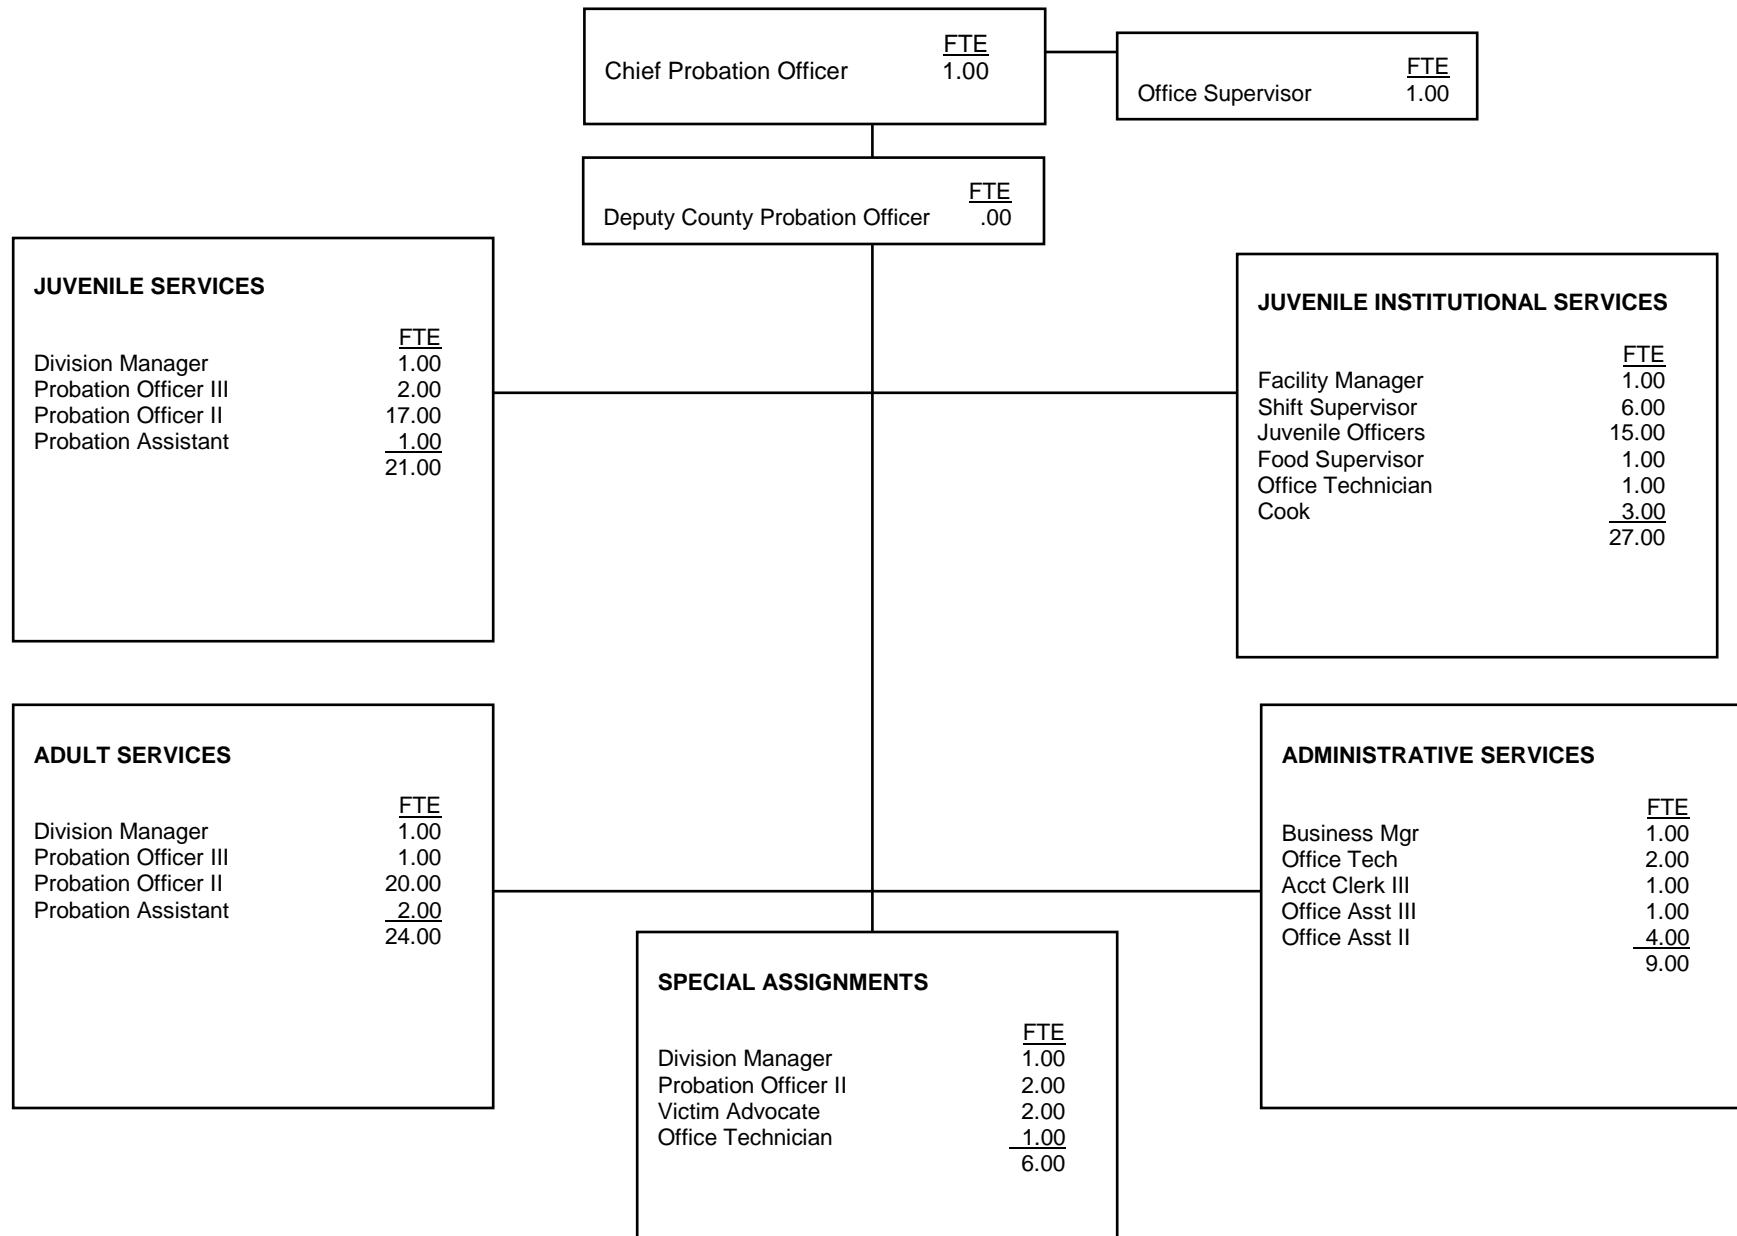 FTE
Chief Probation Officer 1.00
FTE
Office Supervisor 1.00
FTE
Deputy County Probation Officer .00
JUVENILE SERVICES
FTE
Division Manager 1.00
Probation Officer III 2.00
Probation Officer II 17.00
Probation Assistant 1.00
21.00
JUVENILE INSTITUTIONAL SERVICES
FTE
Facility Manager 1.00
Shift Supervisor 6.00
Juvenile Officers 15.00
Food Supervisor 1.00
Office Technician 1.00
Cook 3.00
27.00
ADULT SERVICES
FTE
Division Manager 1.00
Probation Officer III 1.00
Probation Officer II 20.00
Probation Assistant 2.00
24.00
ADMINISTRATIVE SERVICES
FTE
Business Mgr 1.00
Office Tech 2.00
Acct Clerk III 1.00
Office Asst III 1.00
Office Asst II 4.00
9.00
SPECIAL ASSIGNMENTS
FTE
Division Manager 1.00
Probation Officer II 2.00
Victim Advocate 2.00
Office Technician 1.00
6.00